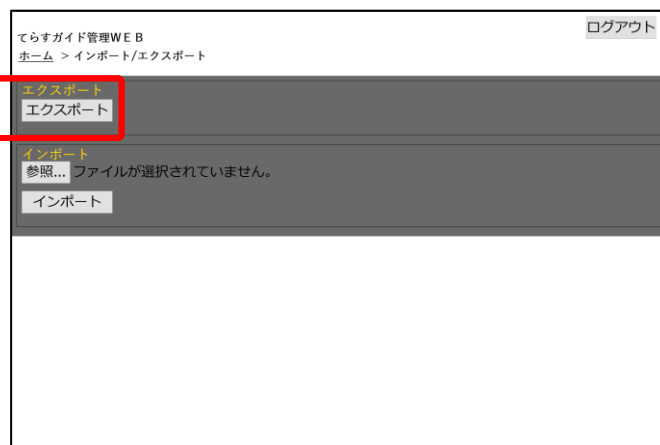 ログアウト
てらすガイド管理ＷＥＢ
ホーム > インポート/エクスポート
エクスポート
エクスポート
インポート
参照... ファイルが選択されていません。
インポート